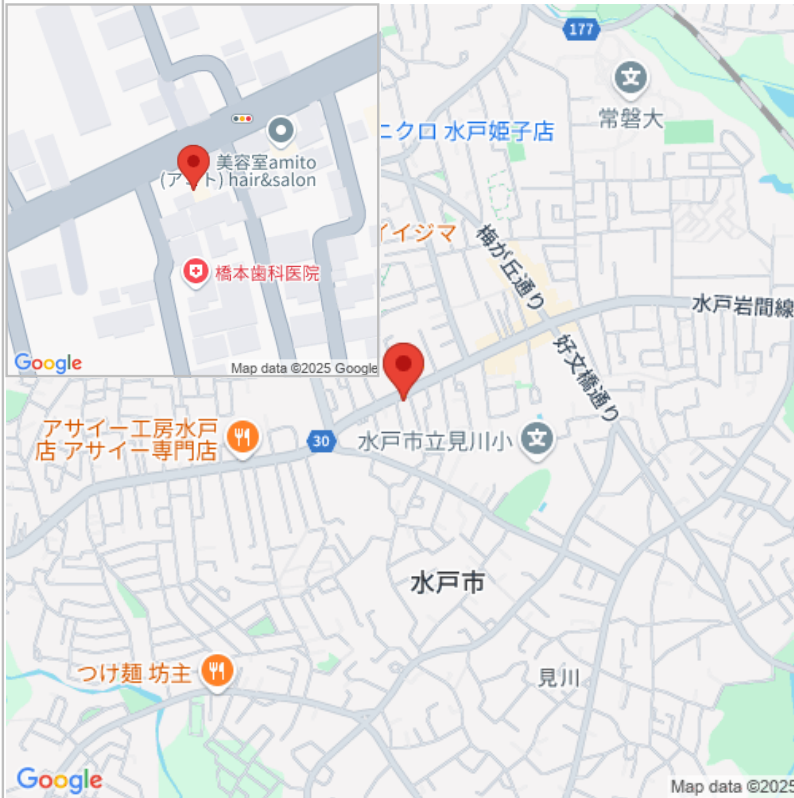 美容室amito
(アミト) hair&salon
橋本歯科医院
Google
Map data ©2025 Google
177
常磐大
ニクロ 水戸姫子店
イイジマ
梅が丘通り
水戸岩間線
好文橋通り
アサイー工房水戸
店 アサイー専門店
30
水戸市立見川小
水戸市
つけ麺 坊主
見川
Google
Map data ©2025